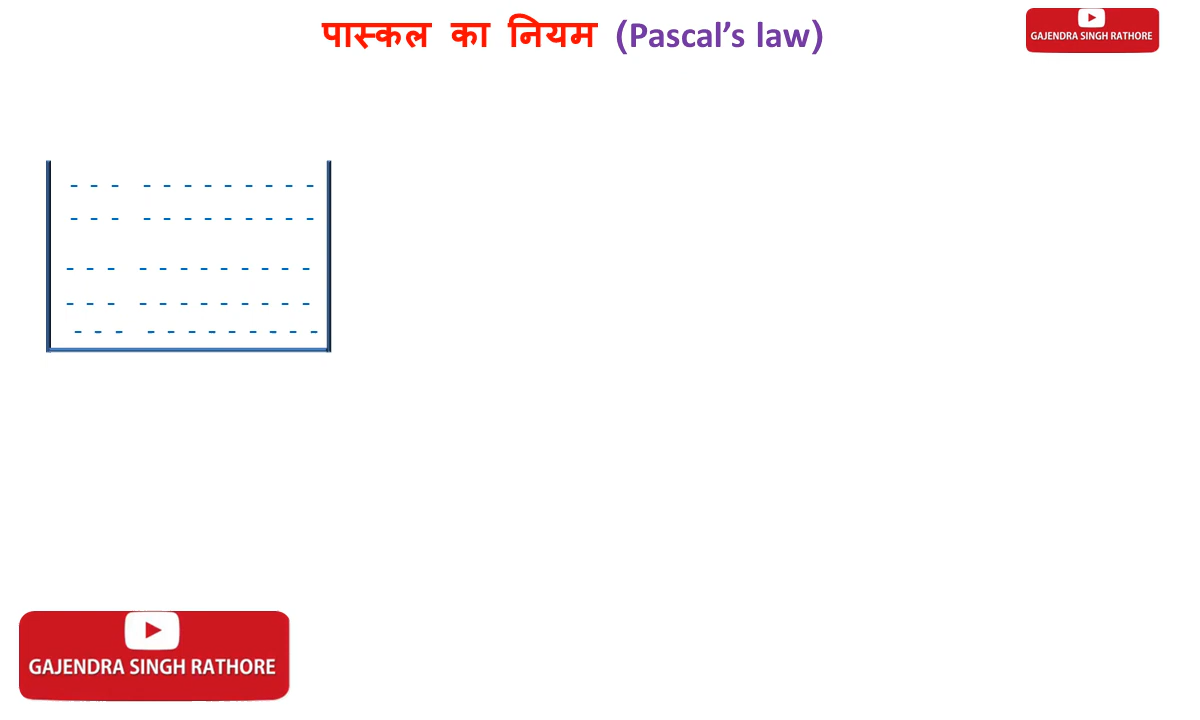 पास्कल का नियम (Pascal’s law)
GAJENDRA SINGH RATHORE
GAJENDRA SINGH RATHORE